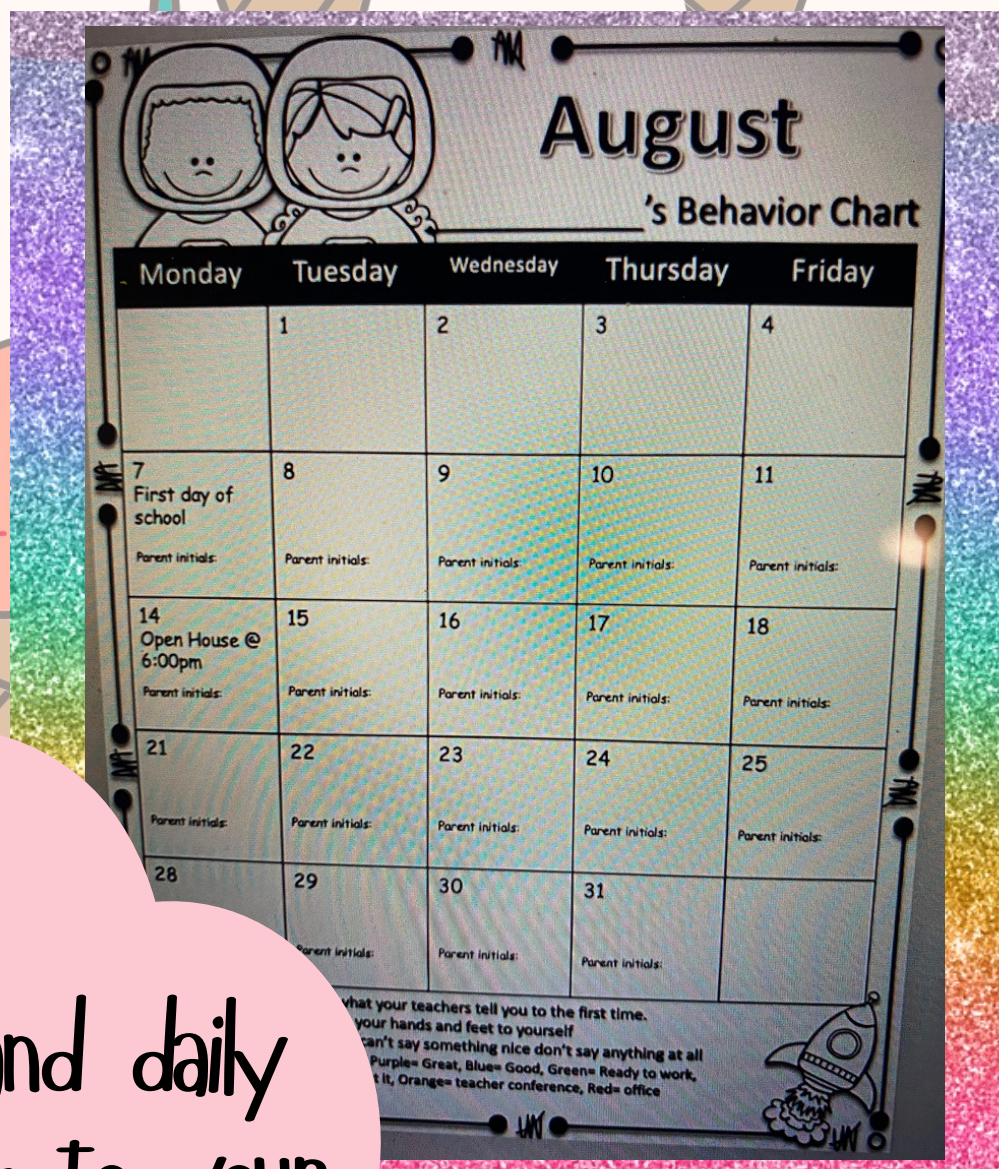 August
's Behavior Chart
Monday Tuesday Wednesday Thursday Friday
1 2 3 4
7 8 9 10 11
First day of
school
Parent initials: Parent initials: Parent initials: Parent initials: Parent initials:
14 15 16 17 18
Open House @
6:00pm
Parent initials: Parent initials: Parent initials: Parent initials: Parent initials:
21 22 23 24 25
Parent initials: Parent initials: Parent initials: Parent initials: Parent initials:
28 29 30 31
Parent initials: Parent initials: Parent initials:
what your teachers tell you to the first time.
your hands and feet to yourself
can't say something nice don't say anything at all
Purple= Great, Blue= Good, Green= Ready to work,
it, Orange= teacher conference, Red= office
and daily
to your